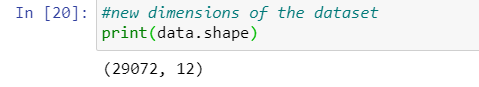 In [20]: #new dimensions of the dataset
print(data.shape)
(29072, 12)